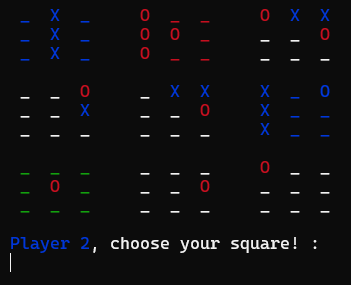 _ X _ O _ _ O X X
_ X _ O O _ _ _ O
_ X _ O _ _ _ _ _
_ _ O _ X X X _ O
_ _ X _ _ O X _ _
_ _ _ _ _ _ X _ _
_ _ _ _ _ _ O _ _
_ O _ _ _ O _ _ _
_ _ _ _ _ _ _ _ _
Player 2, choose your square! :